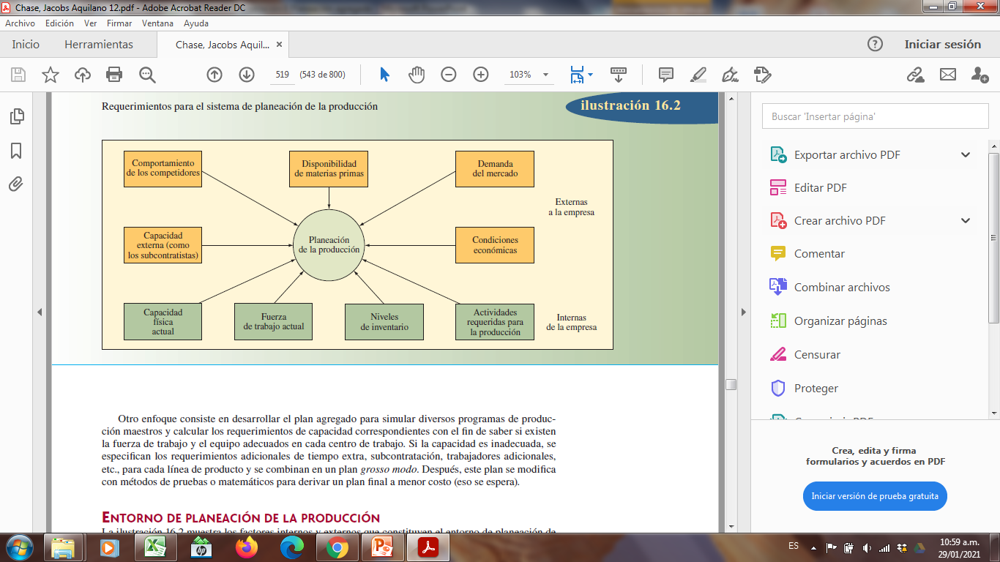 Chase, Jacobs Aquilano 12.pdf - Adobe Acrobat Reader DC
Archivo Edición Ver Firmar Ventana Ayuda
Inicio Herramientas Chase, Jacobs Aquil... × Iniciar sesión
519 (543 de 800) 103%
Requerimientos para el sistema de planeación de la producción
ilustración 16.2
Comportamiento
de los competidores
Disponibilidad
de materias primas
Demanda
del mercado
Externas
a la empresa
Capacidad
externa (como
los subcontratistas)
Planeación
de la producción
Condiciones
económicas
Capacidad
física
actual
Fuerza
de trabajo actual
Niveles
de inventario
Actividades
requeridas para
la producción
Internas
de la empresa
Otro enfoque consiste en desarrollar el plan agregado para simular diversos programas de produc-
ción maestros y calcular los requerimientos de capacidad correspondientes con el fin de saber si existen
la fuerza de trabajo y el equipo adecuados en cada centro de trabajo. Si la capacidad es inadecuada, se
especifican los requerimientos adicionales de tiempo extra, subcontratación, trabajadores adicionales,
etc., para cada línea de producto y se combinan en un plan grosso modo. Después, este plan se modifica
con métodos de pruebas o matemáticos para derivar un plan final a menor costo (eso se espera).
ENTORNO DE PLANEACIÓN DE LA PRODUCCIÓN
La ilustración 16.2 muestra los factores internos y externos que constituyen el entorno de planeación de
Buscar 'Insertar página'
Exportar archivo PDF
Editar PDF
Crear archivo PDF
Comentar
Combinar archivos
Organizar páginas
Censurar
Proteger
Crea, edita y firma
formularios y acuerdos en PDF
Iniciar versión de prueba gratuita
ES
10:59 a.m.
29/01/2021